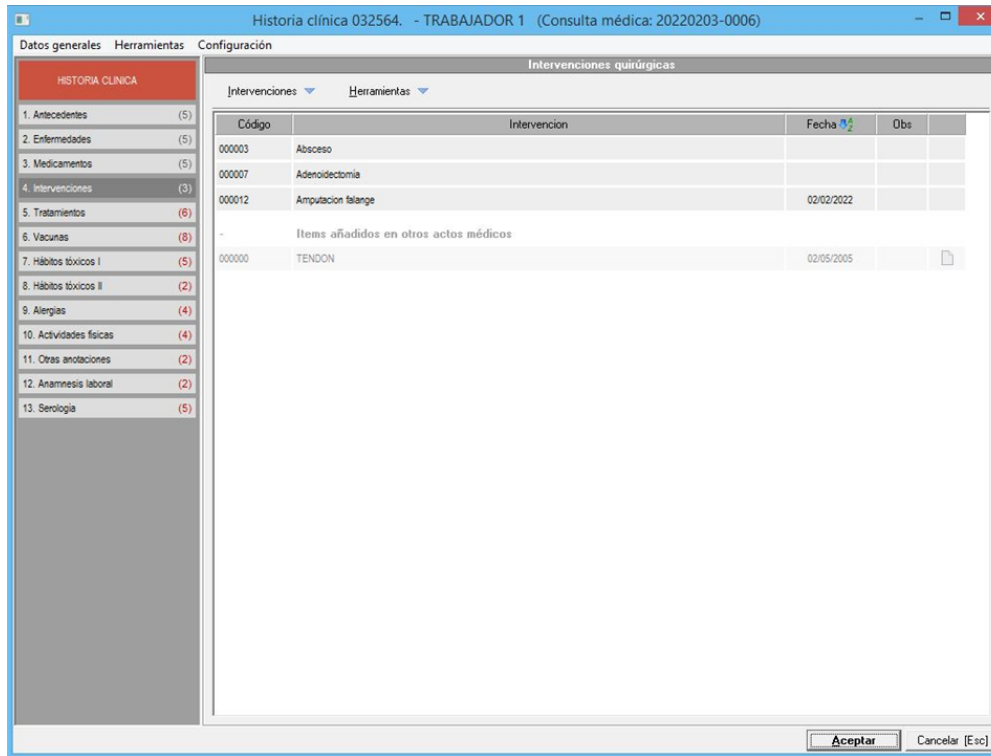 Historia clínica 032564.   - TRABAJADOR 1   (Consulta médica: 20220203-0006)
Datos generales   Herramientas   Configuración
HISTORIA CLINICA
1. Antecedentes (5)
2. Enfermedades (5)
3. Medicamentos (5)
4. Intervenciones (3)
5. Tratamientos (6)
6. Vacunas (8)
7. Hábitos tóxicos I (5)
8. Hábitos tóxicos II (2)
9. Alergias (4)
10. Actividades físicas (4)
11. Otras anotaciones (2)
12. Anamnesis laboral (2)
13. Serologia (5)
Intervenciones quirúrgicas
Intervenciones   Herramientas
Código   Intervencion   Fecha   Obs
000003   Absceso
000007   Adenoidectomia
000012   Amputacion falange   02/02/2022
-   Items añadidos en otros actos médicos
000000   TENDON   02/05/2005
Aceptar   Cancelar [Esc]